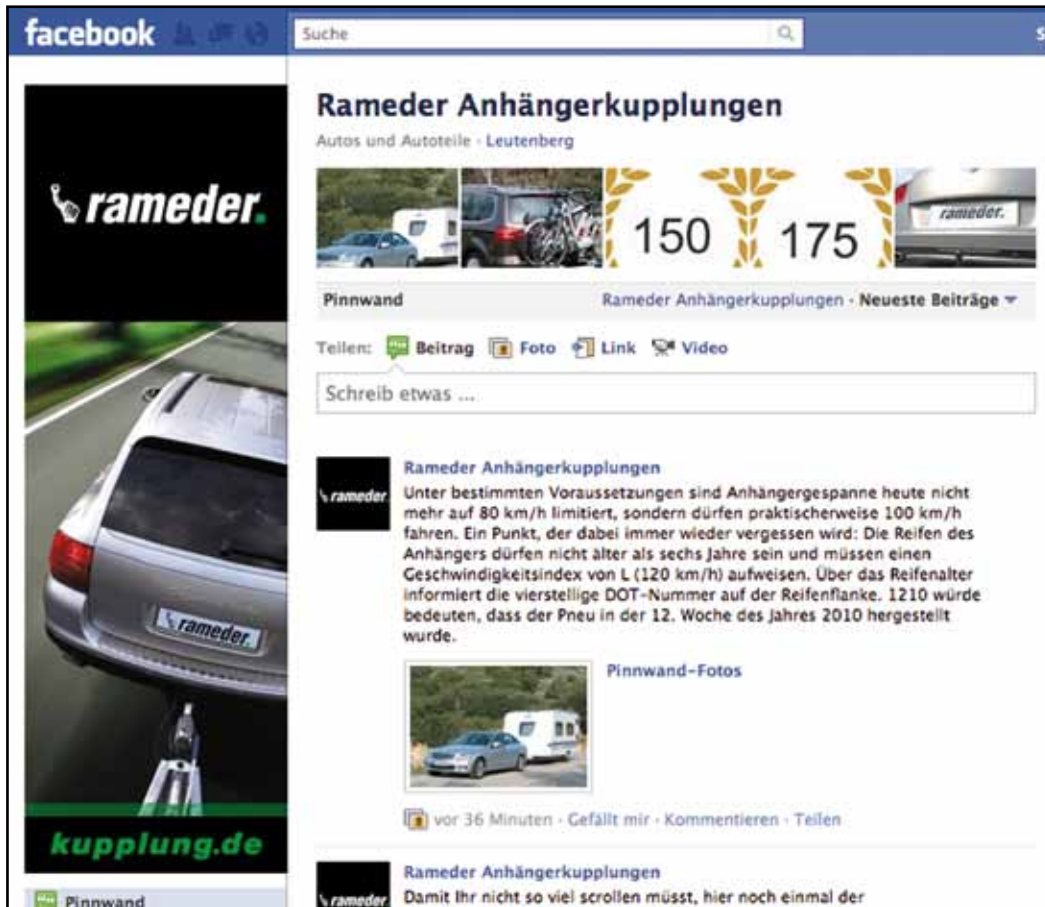 facebook
Suche
S
rameder.
Rameder Anhängerkupplungen
Autos und Autoteile · Leutenberg
150
175
rameder.
Pinnwand
Rameder Anhängerkupplungen · Neueste Beiträge
Teilen: Beitrag Foto Link Video
Schreib etwas ...
rameder.
kupplung.de
Pinnwand
rameder
Rameder Anhängerkupplungen
Unter bestimmten Voraussetzungen sind Anhängergespanne heute nicht
mehr auf 80 km/h limitiert, sondern dürfen praktischerweise 100 km/h
fahren. Ein Punkt, der dabei immer wieder vergessen wird: Die Reifen des
Anhängers dürfen nicht älter als sechs Jahre sein und müssen einen
Geschwindigkeitsindex von L (120 km/h) aufweisen. Über das Reifenalter
informiert die vierstellige DOT-Nummer auf der Reifenflanke. 1210 würde
bedeuten, dass der Pneu in der 12. Woche des Jahres 2010 hergestellt
wurde.
Pinnwand-Fotos
vor 36 Minuten · Gefällt mir · Kommentieren · Teilen
rameder
Rameder Anhängerkupplungen
Damit Ihr nicht so viel scrollen müsst, hier noch einmal der